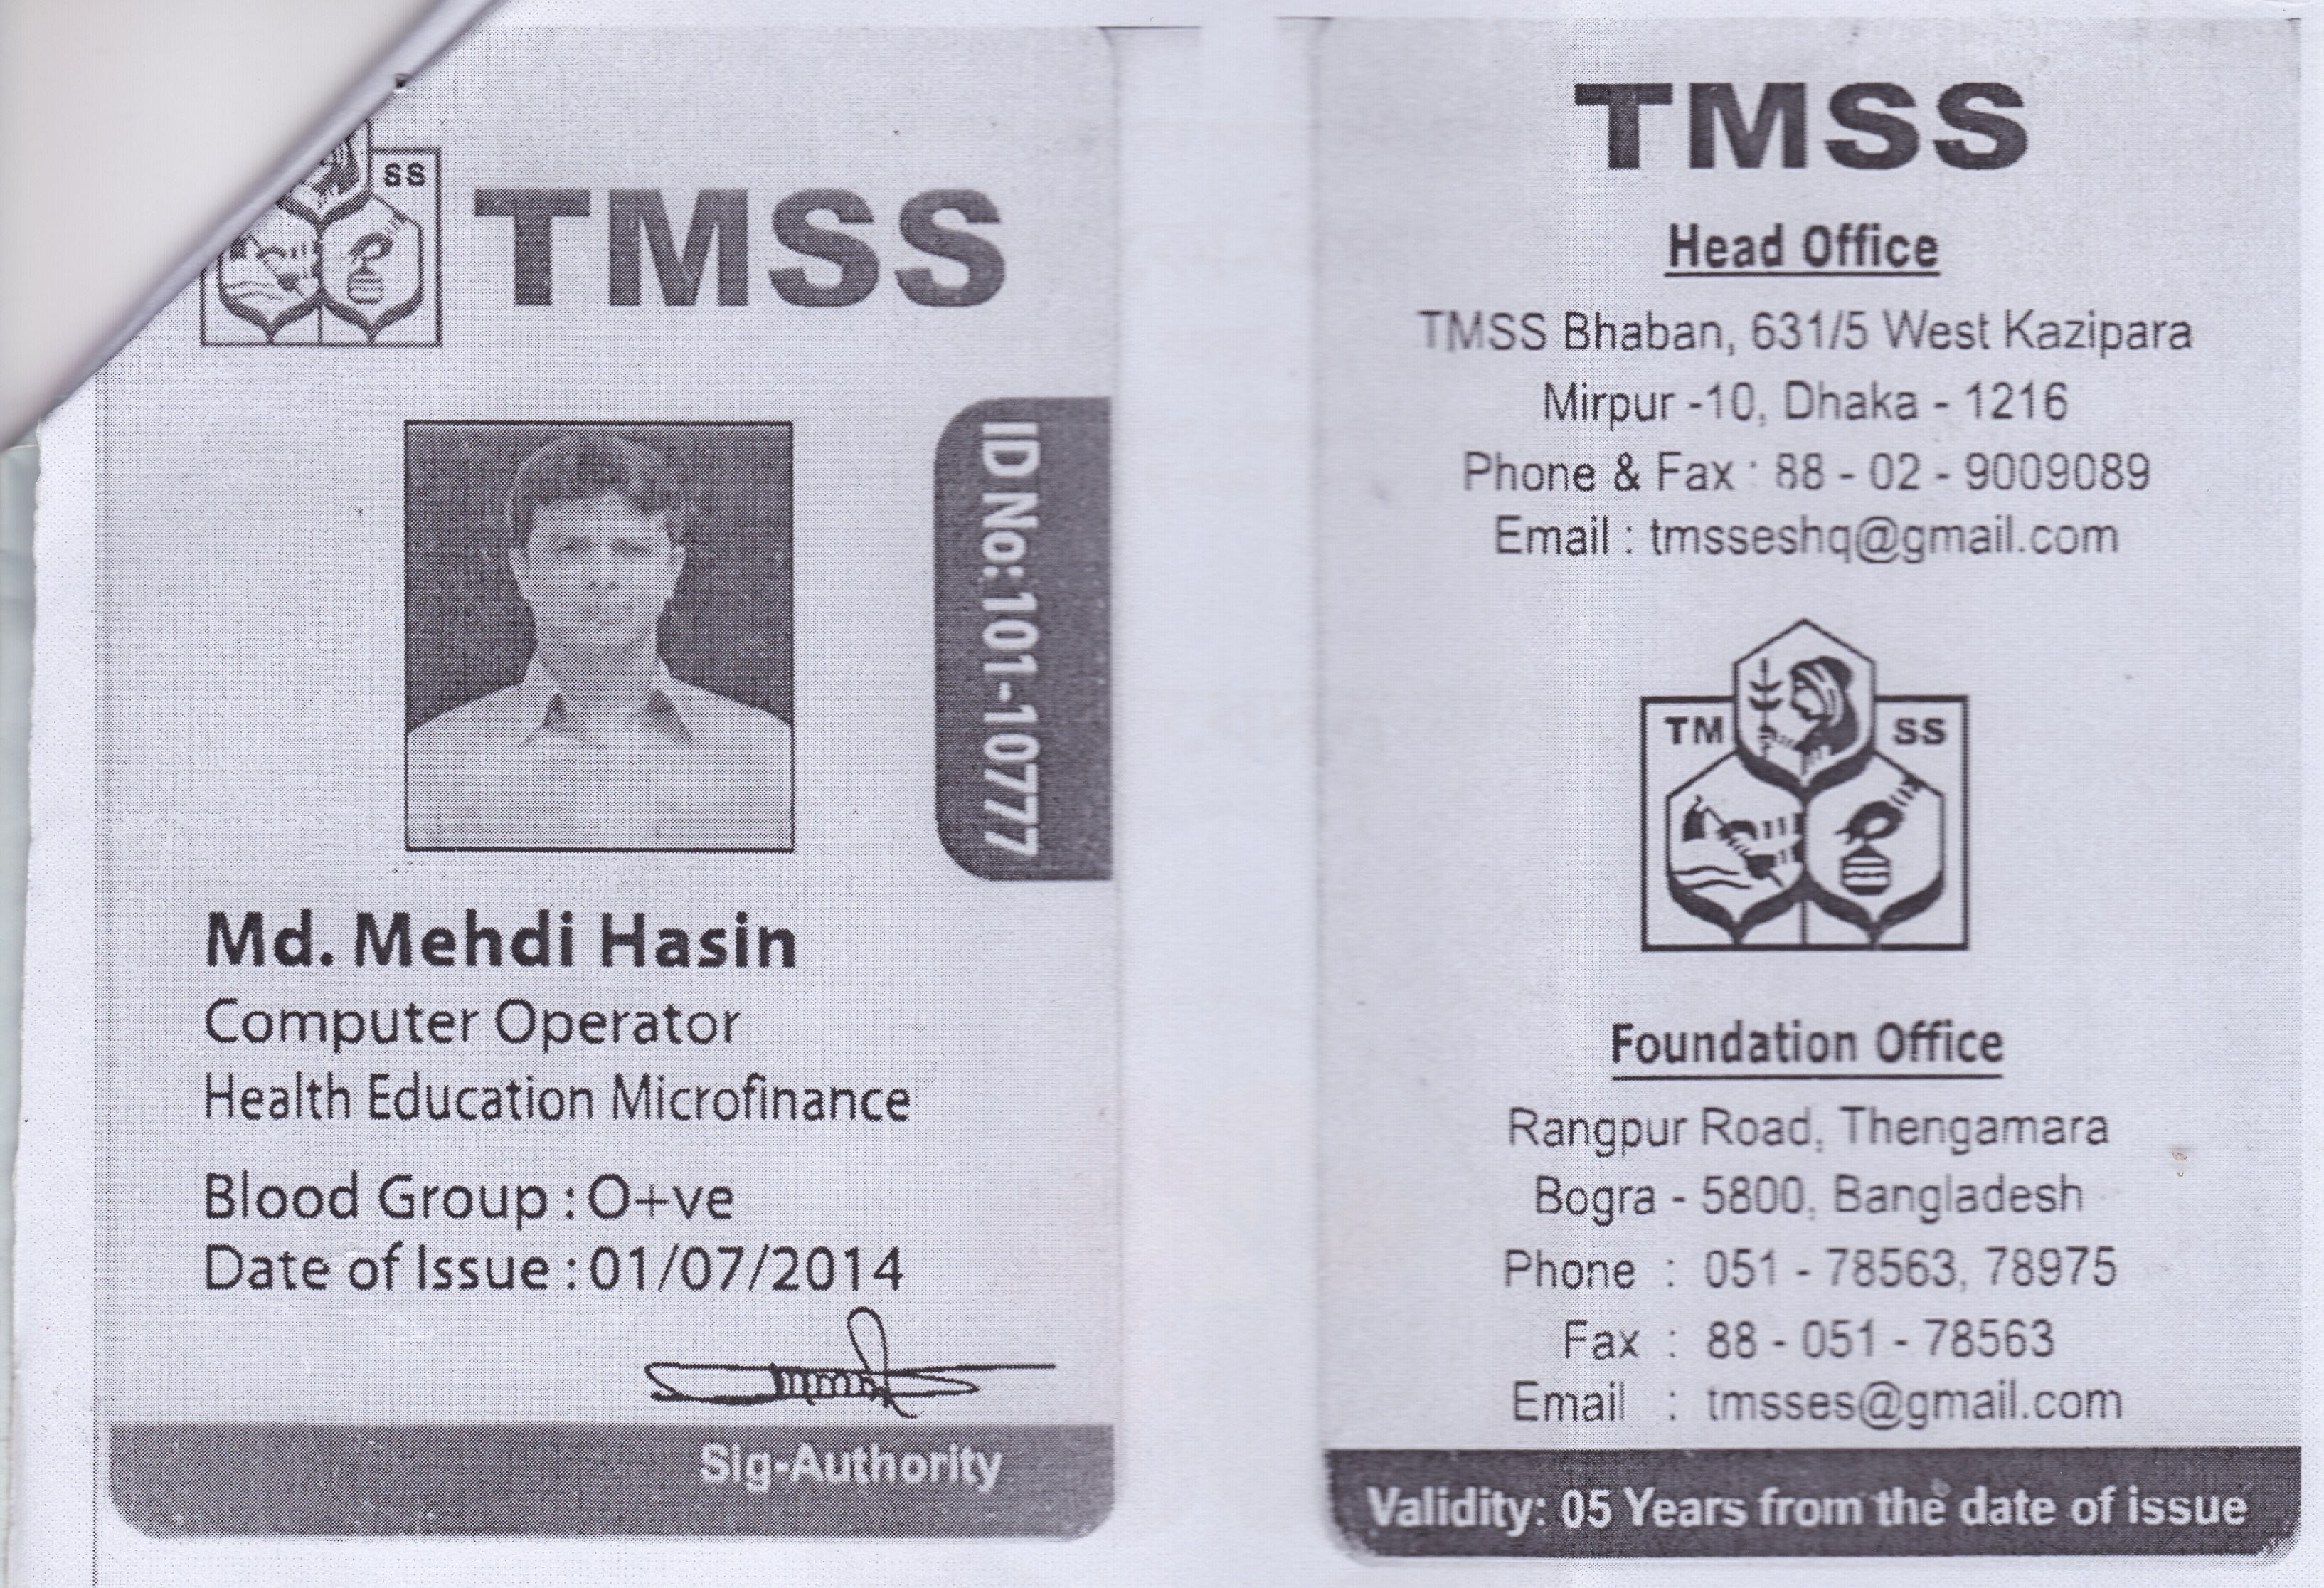 SS
TMSS
ID No:101-10777
Md. Mehdi Hasin
Computer Operator
Health Education Microfinance
Blood Group : O+ve
Date of Issue : 01/07/2014
Sig-Authority
TMSS
Head Office
TMSS Bhaban, 631/5 West Kazipara
Mirpur -10, Dhaka - 1216
Phone & Fax : 88 - 02 - 9009089
Email : tmsseshq@gmail.com
TM SS
Foundation Office
Rangpur Road, Thengamara
Bogra - 5800, Bangladesh
Phone : 051 - 78563, 78975
Fax : 88 - 051 - 78563
Email : tmsses@gmail.com
Validity: 05 Years from the date of issue